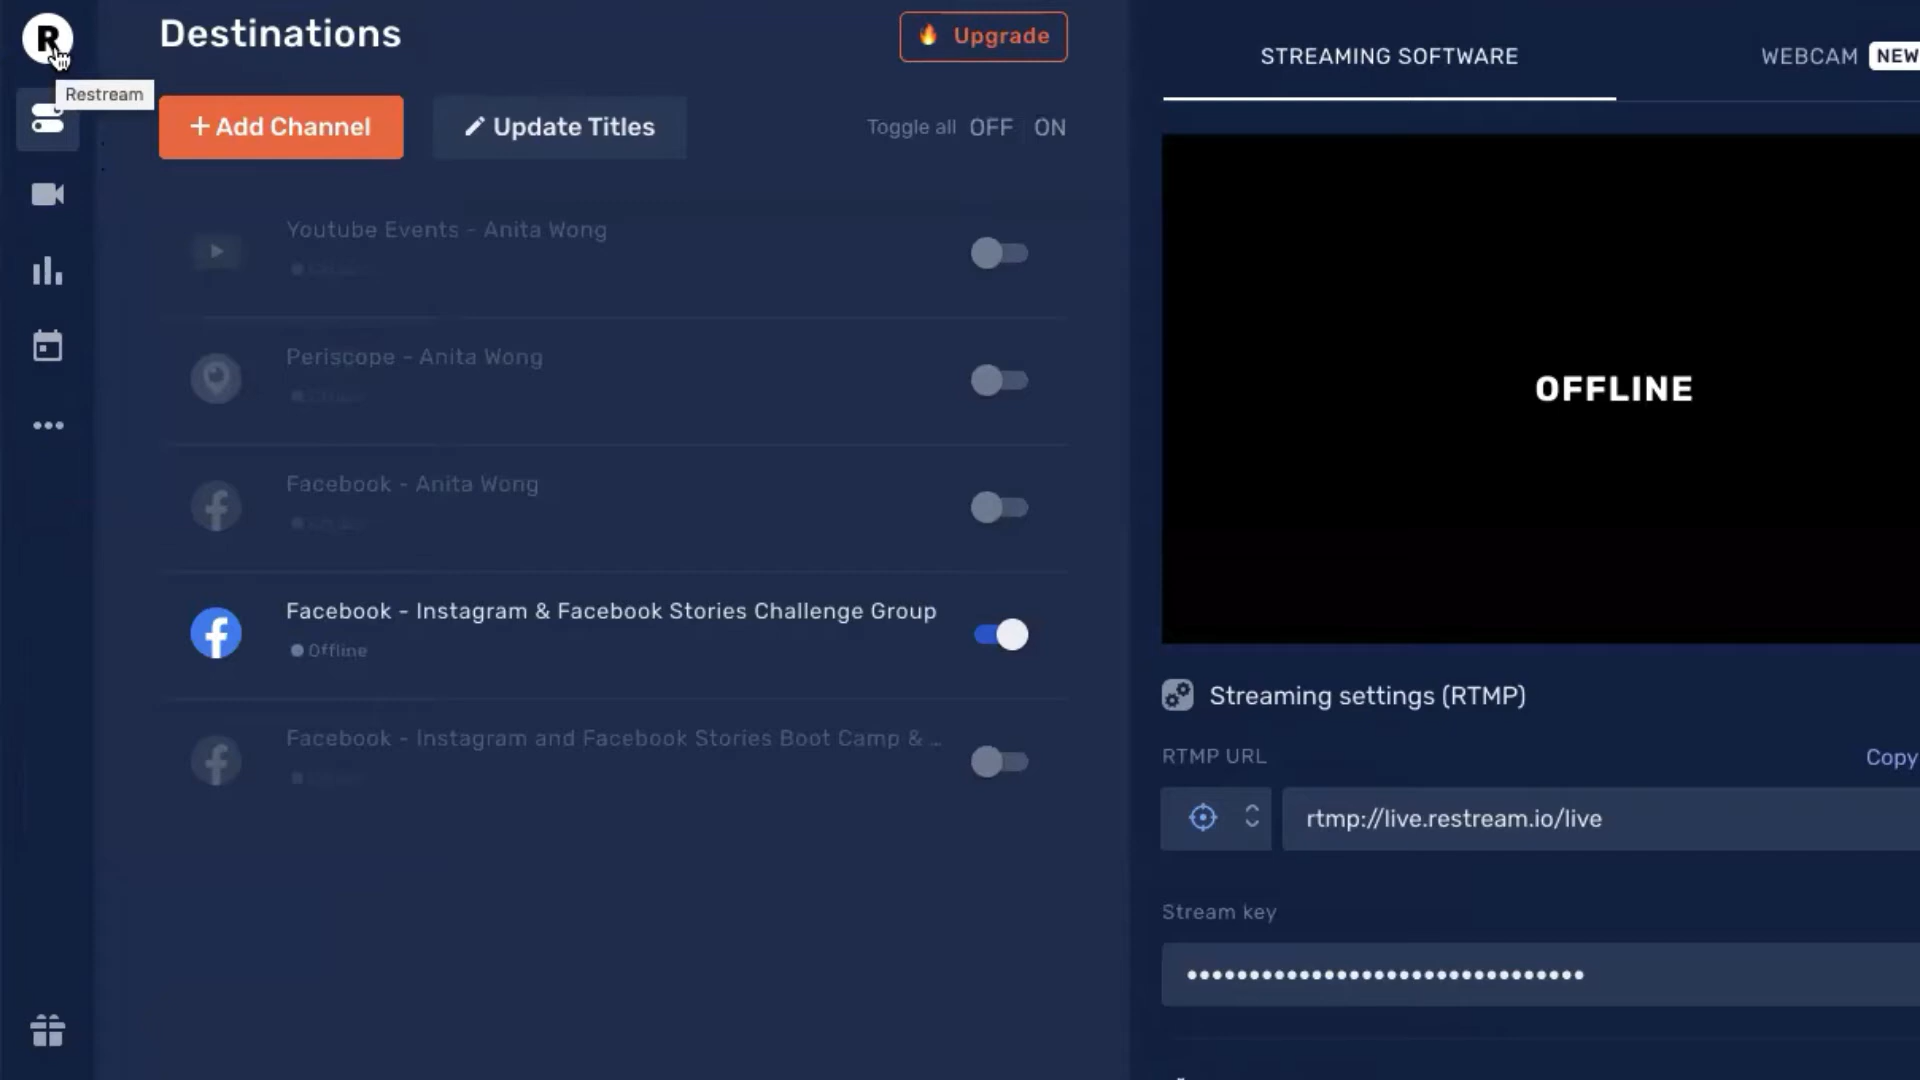 R
Restream
Destinations
Upgrade
+ Add Channel
Update Titles
Toggle all OFF ON
Youtube Events - Anita Wong
Periscope - Anita Wong
Facebook - Anita Wong
Facebook - Instagram & Facebook Stories Challenge Group
Offline
Facebook - Instagram and Facebook Stories Boot Camp & ...
STREAMING SOFTWARE
WEBCAM NEW
OFFLINE
Streaming settings (RTMP)
RTMP URL
Copy
rtmp://live.restream.io/live
Stream key
••••••••••••••••••••••••••••••••